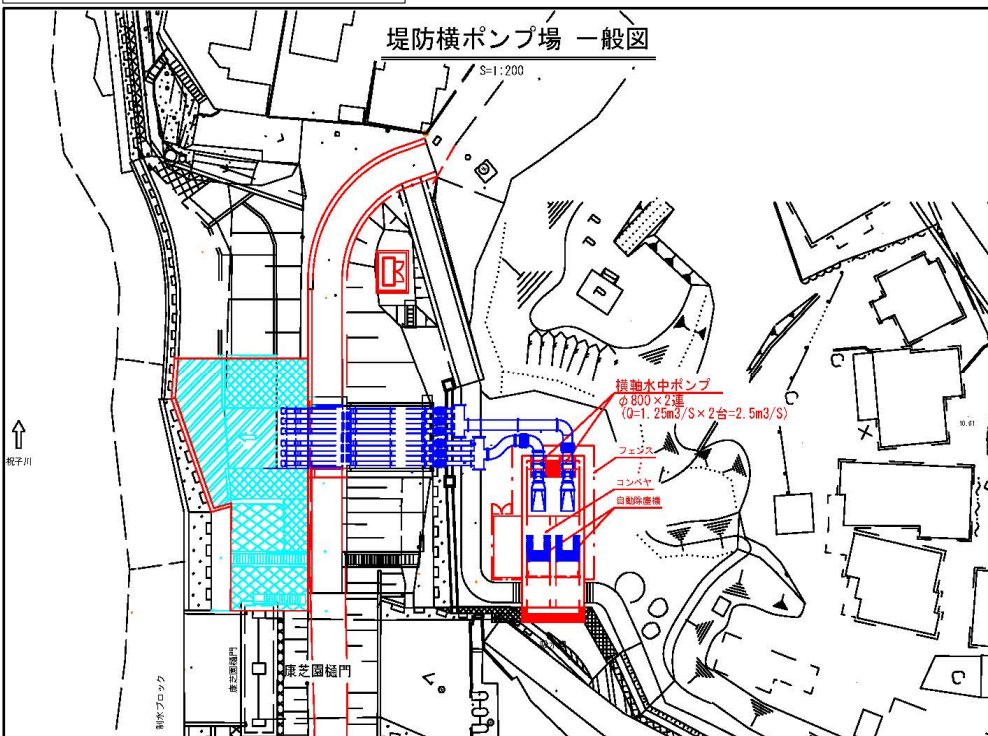 堤防横ポンプ場 一般図
S=1:200
P
P
P
横軸水中ポンプ
φ800×2連
(Q=1.25m3/S×2台=2.5m3/S)
フェンス
コンベヤ
自動除塵機
祝子川
10.61
康芝園樋門
康芝園樋門
制水ブロック